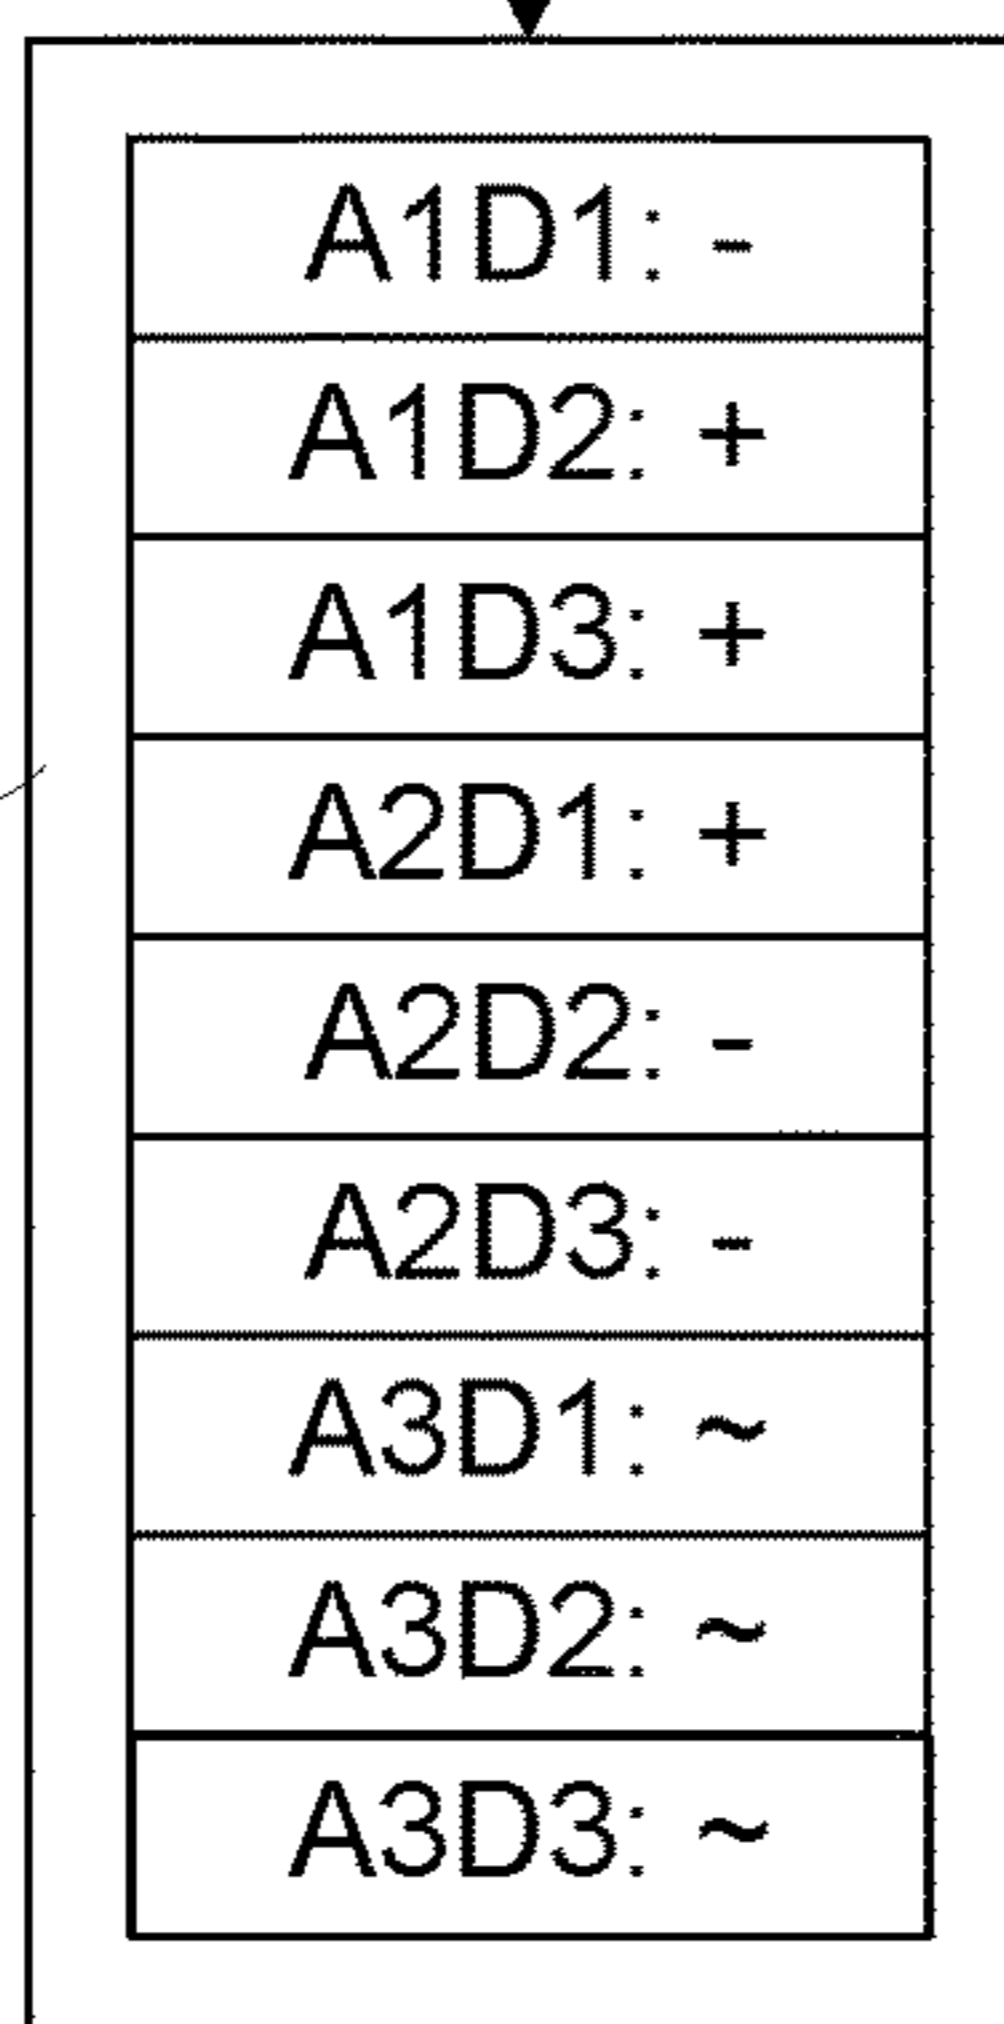 A1D1: -
A1D2: +
A1D3: +
A2D1: +
A2D2: -
A2D3: -
A3D1: ~
A3D2: ~
A3D3: ~